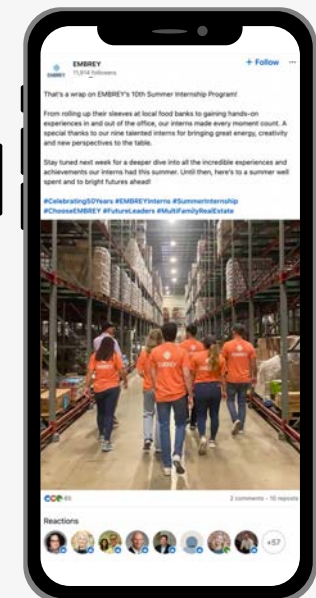 EMBREY
11,914 followers
+ Follow ...
EMBREY
That's a wrap on EMBREY's 10th Summer Internship Program!
From rolling up their sleeves at local food banks to gaining hands-on
experiences in and out of the office, our interns made every moment count. A
special thanks to our nine talented interns for bringing great energy, creativity
and new perspectives to the table.
Stay tuned next week for a deeper dive into all the incredible experiences and
achievements our interns had this summer. Until then, here's to a summer well
spent and to bright futures ahead!
#Celebrating50Years #EMBREYInterns #SummerInternship
#ChooseEMBREY #FutureLeaders #MultiFamilyRealEstate
EMBREY
2 comments · 10 reposts
Reactions
+57